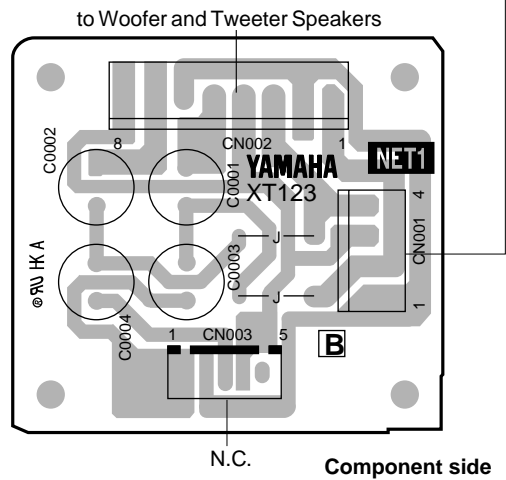 to Woofer and Tweeter Speakers
8 CN002 1
C0002
C0001
YAMAHA
XT123
NET1
4
CN001
1
J
C0003
J
HK A
C0004
1 CN003 5
B
N.C.
Component side